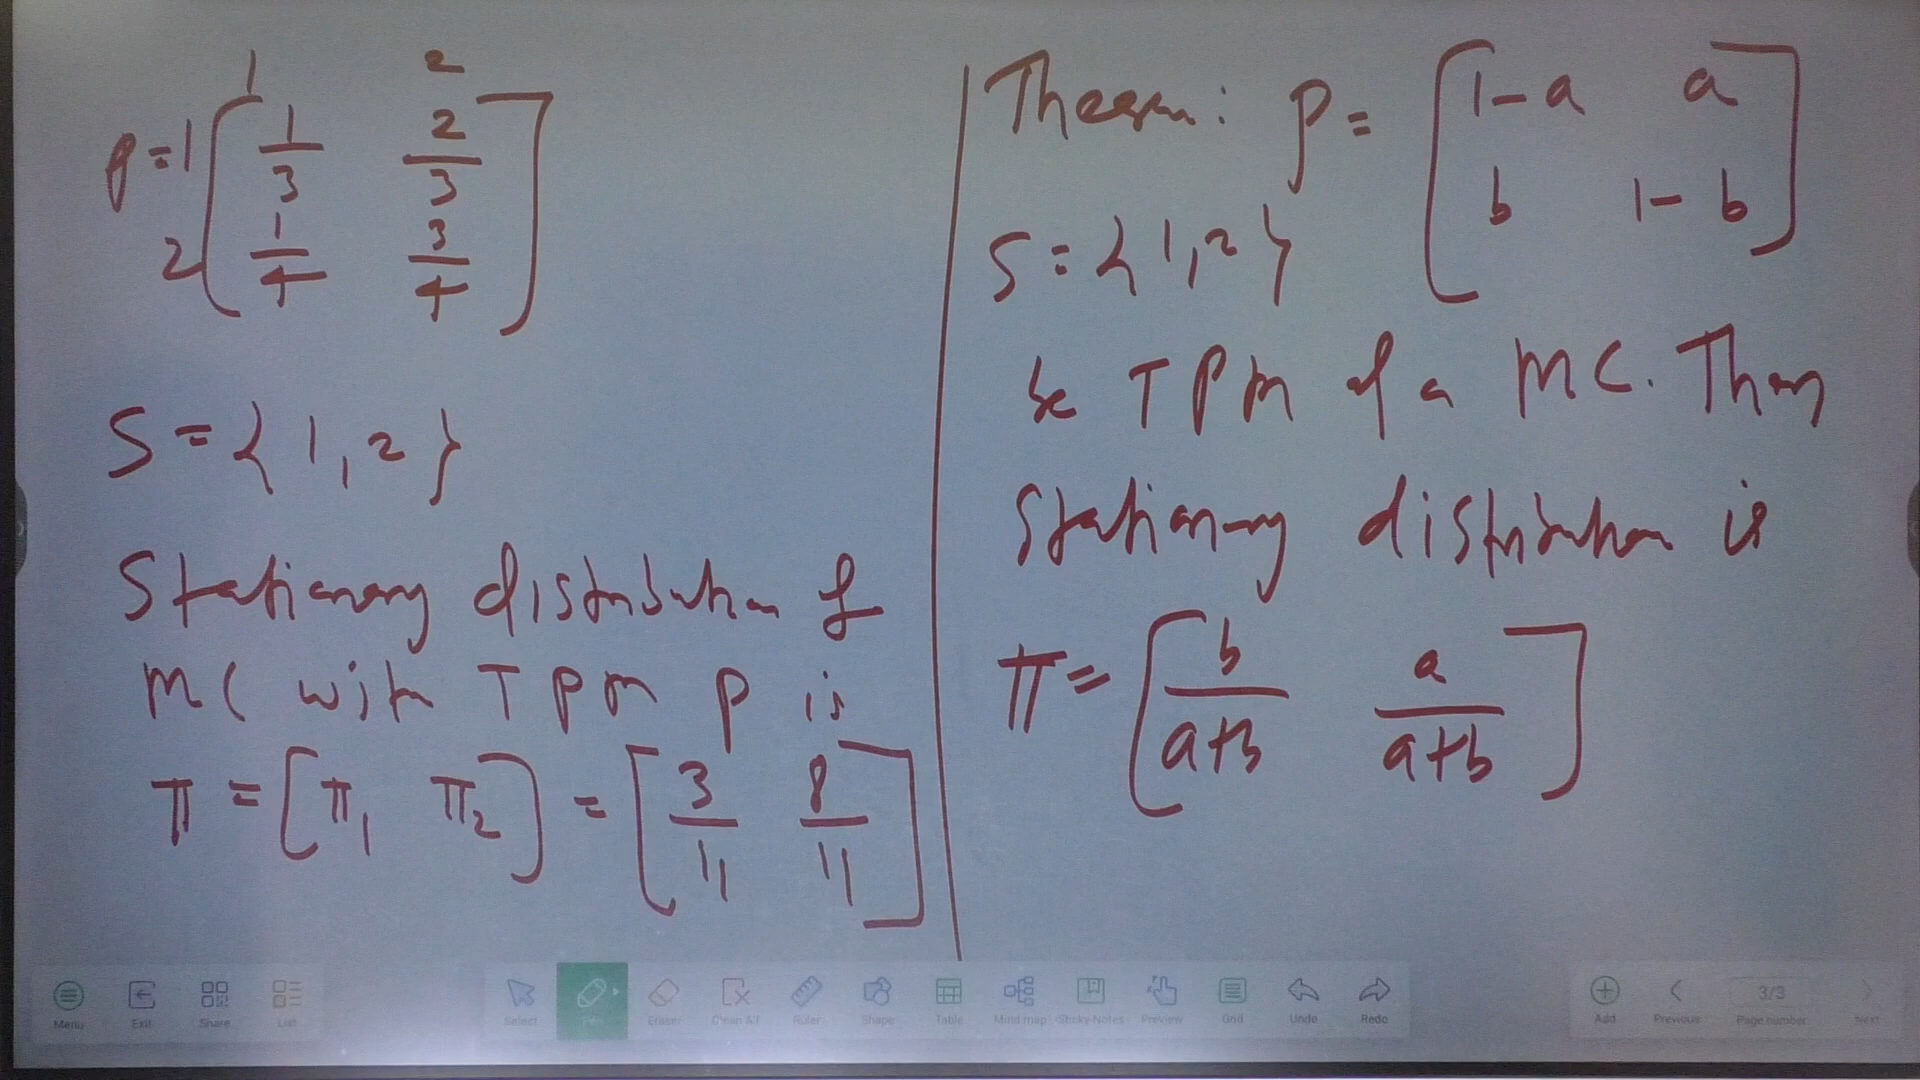 1 2
P = 1 [ 1/3 2/3
2 1/4 3/4 ]
S = {1, 2}
Stationary distribution of
MC with TPM P is
π = [π₁ π₂] = [3/11 8/11]
Theorem: P = [ 1-a a
b 1-b ]
S = {1, 2}
be TPM of a MC. Then
Stationary distribution is
π = [ b/(a+b) a/(a+b) ]
Menu Exit Share List Select Pen Eraser Clean All Ruler Shape Table Mind map Sticky Notes Preview Grid Undo Redo Add Previous 3/3 Page number Next